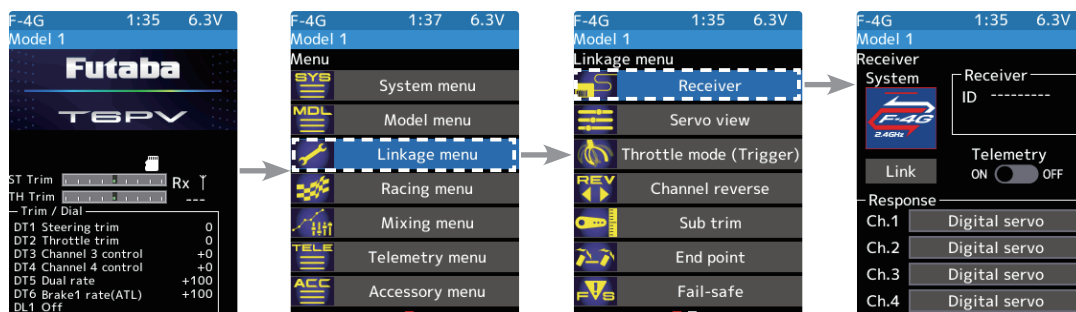 F-4G 1:35 6.3V
Model 1
Futaba
T6PV
ST Trim
Rx
TH Trim
---
Trim / Dial
DT1 Steering trim 0
DT2 Throttle trim 0
DT3 Channel 3 control +0
DT4 Channel 4 control +0
DT5 Dual rate +100
DT6 Brake1 rate(ATL) +100
DL1 Off
F-4G 1:37 6.3V
Model 1
Menu
SYS System menu
MDL Model menu
Linkage menu
Racing menu
Mixing menu
TELE Telemetry menu
ACC Accessory menu
F-4G 1:35 6.3V
Model 1
Linkage menu
Receiver
Servo view
Throttle mode (Trigger)
REV Channel reverse
Sub trim
End point
F/S Fail-safe
F-4G 1:35 6.3V
Model 1
Receiver
System
F-4G
2.4GHz
Link
Receiver
ID ---------
Telemetry
ON OFF
Response
Ch.1 Digital servo
Ch.2 Digital servo
Ch.3 Digital servo
Ch.4 Digital servo